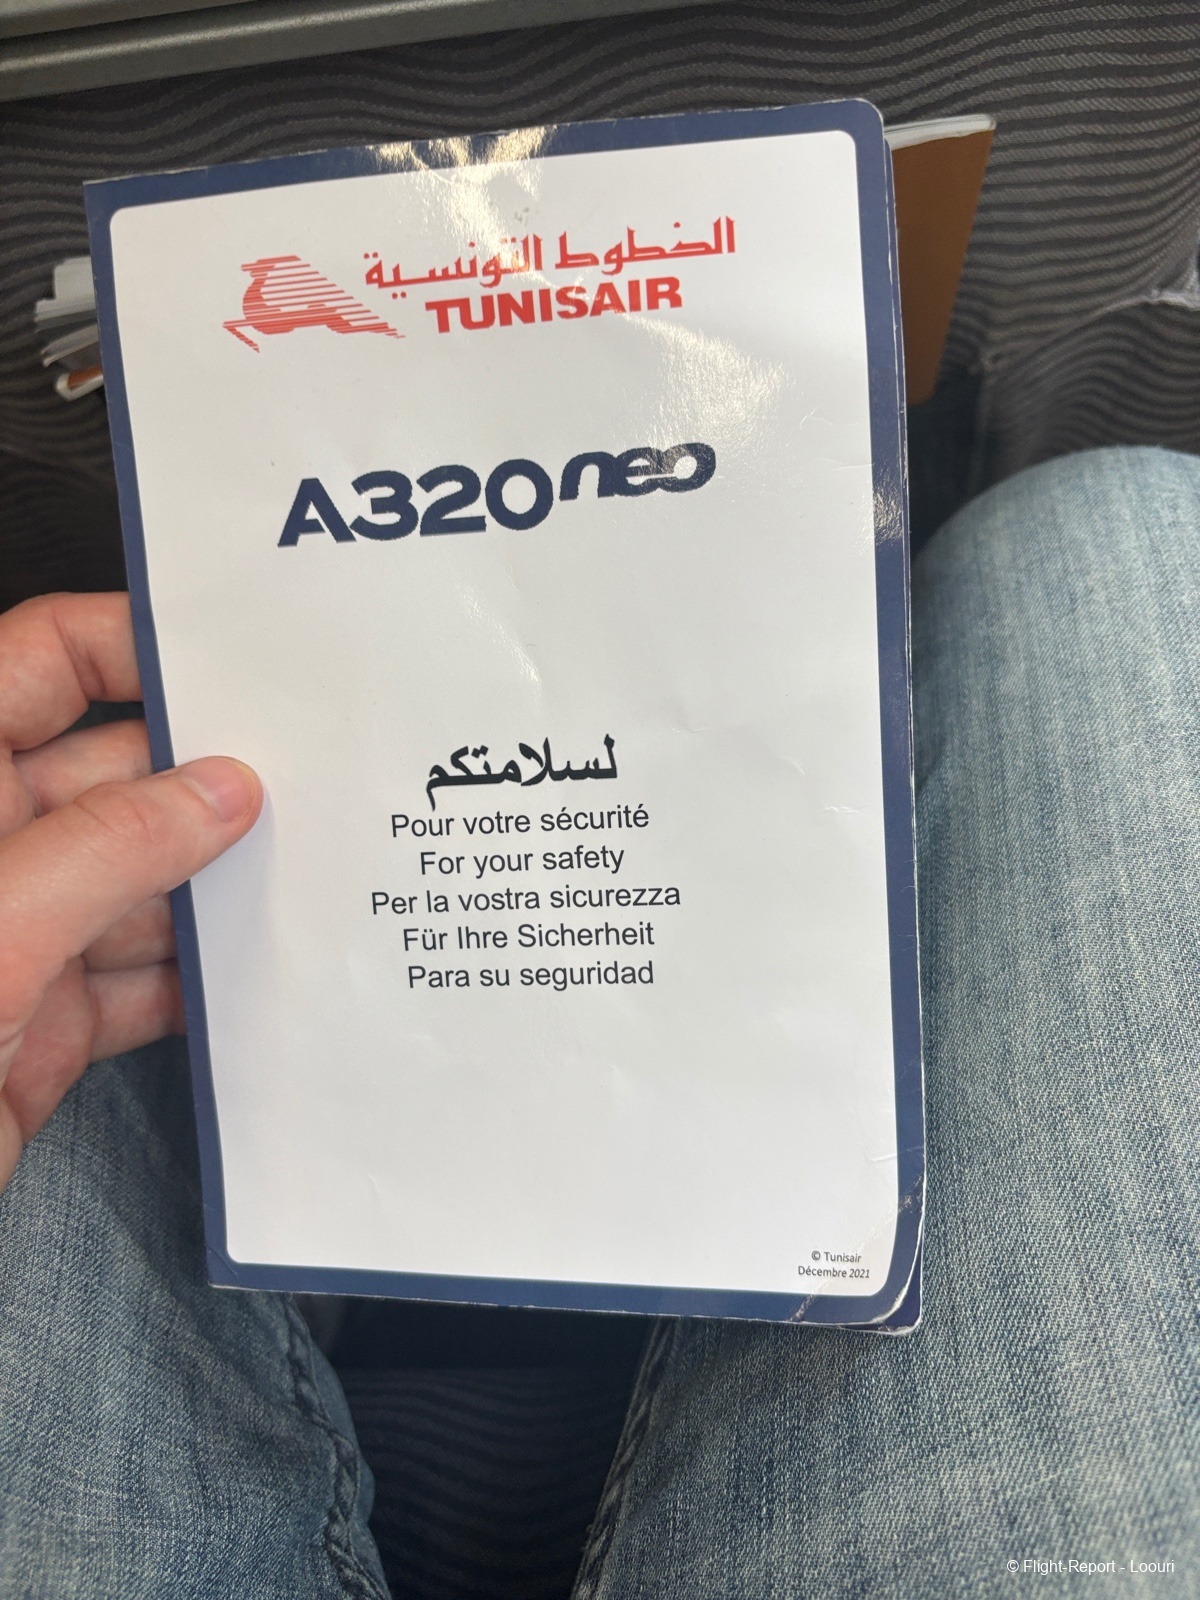 الخطوط التونسية
TUNISAIR
A320neo
لسلامتكم
Pour votre sécurité
For your safety
Per la vostra sicurezza
Für Ihre Sicherheit
Para su seguridad
© Tunisair
Décembre 2021
© Flight-Report - Loouri